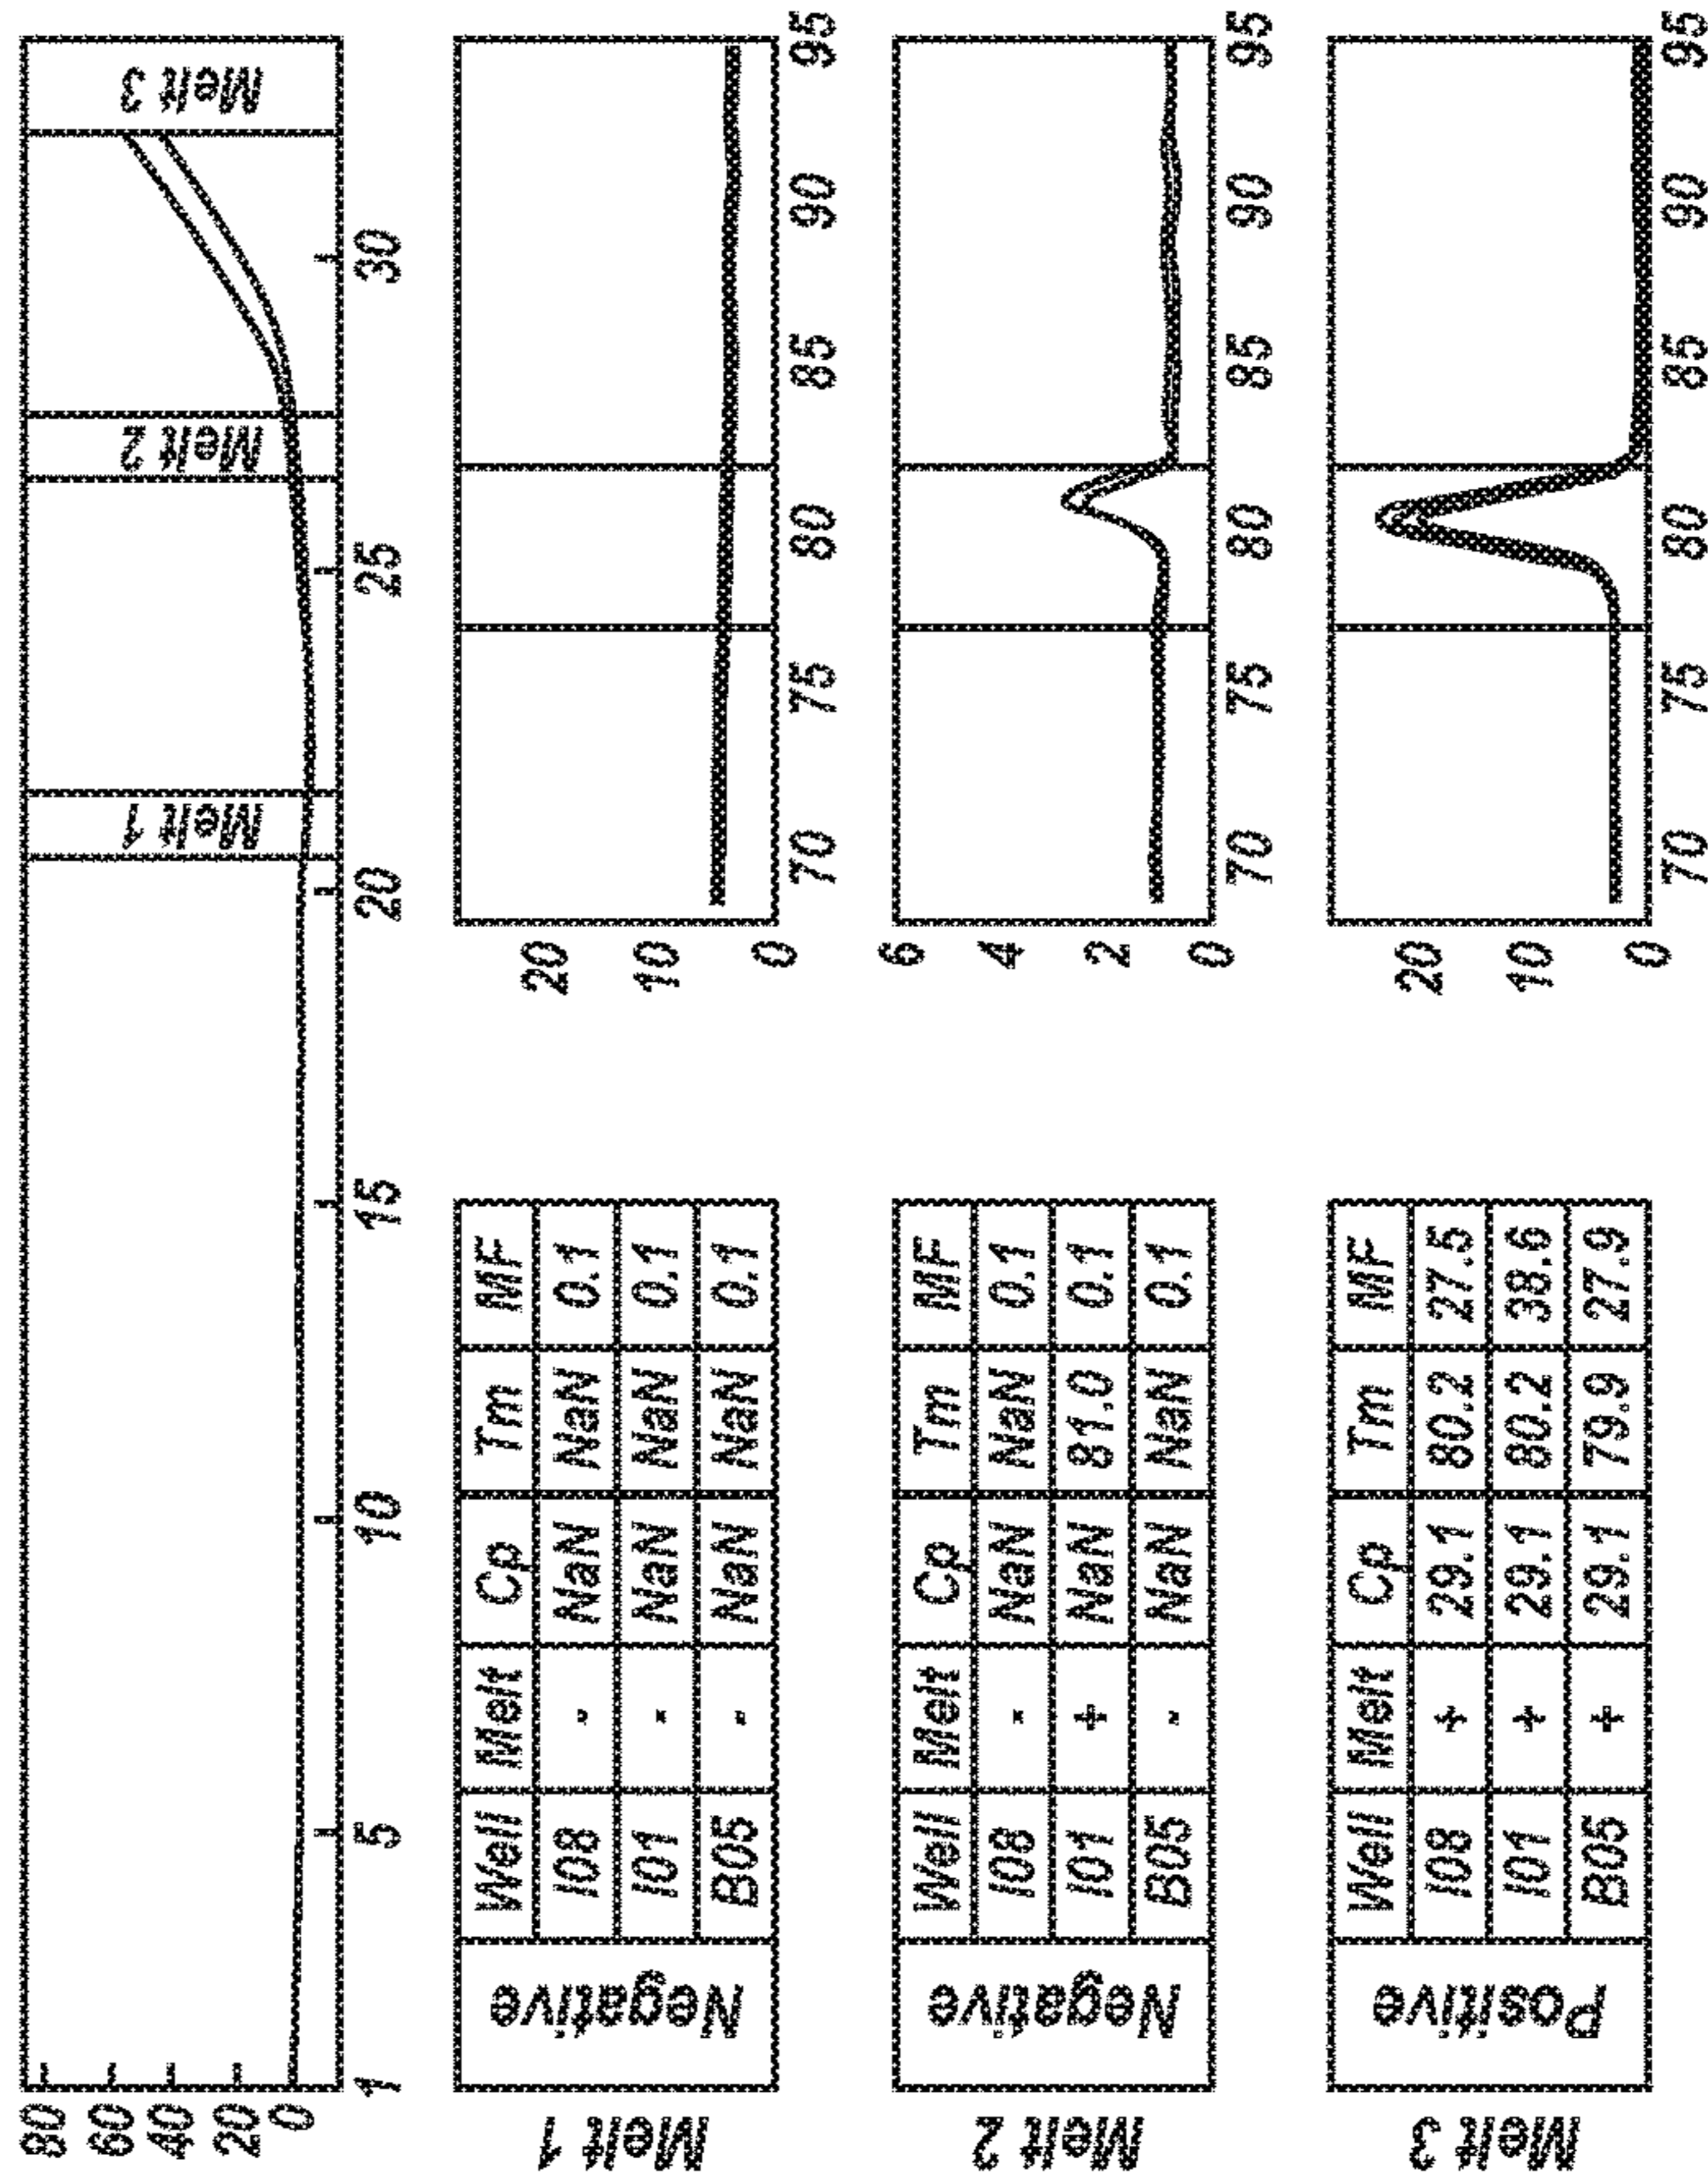 80
60
40
20
0
Melt 1 Melt 2 Melt 3
1 5 10 15 20 25 30
Melt 1
Negative
Well Melt Cp Tm MF
I08 - NaN NaN 0.1
I01 - NaN NaN 0.1
B05 - NaN NaN 0.1
20
10
0
70 75 80 85 90 95
Melt 2
Negative
Well Melt Cp Tm MF
I08 - NaN NaN 0.1
I01 + NaN 81.0 0.1
B05 - NaN NaN 0.1
6
4
2
0
70 75 80 85 90 95
Melt 3
Positive
Well Melt Cp Tm MF
I08 + 29.1 80.2 27.5
I01 + 29.1 80.2 38.6
B05 + 29.1 79.9 27.9
20
10
0
70 75 80 85 90 95